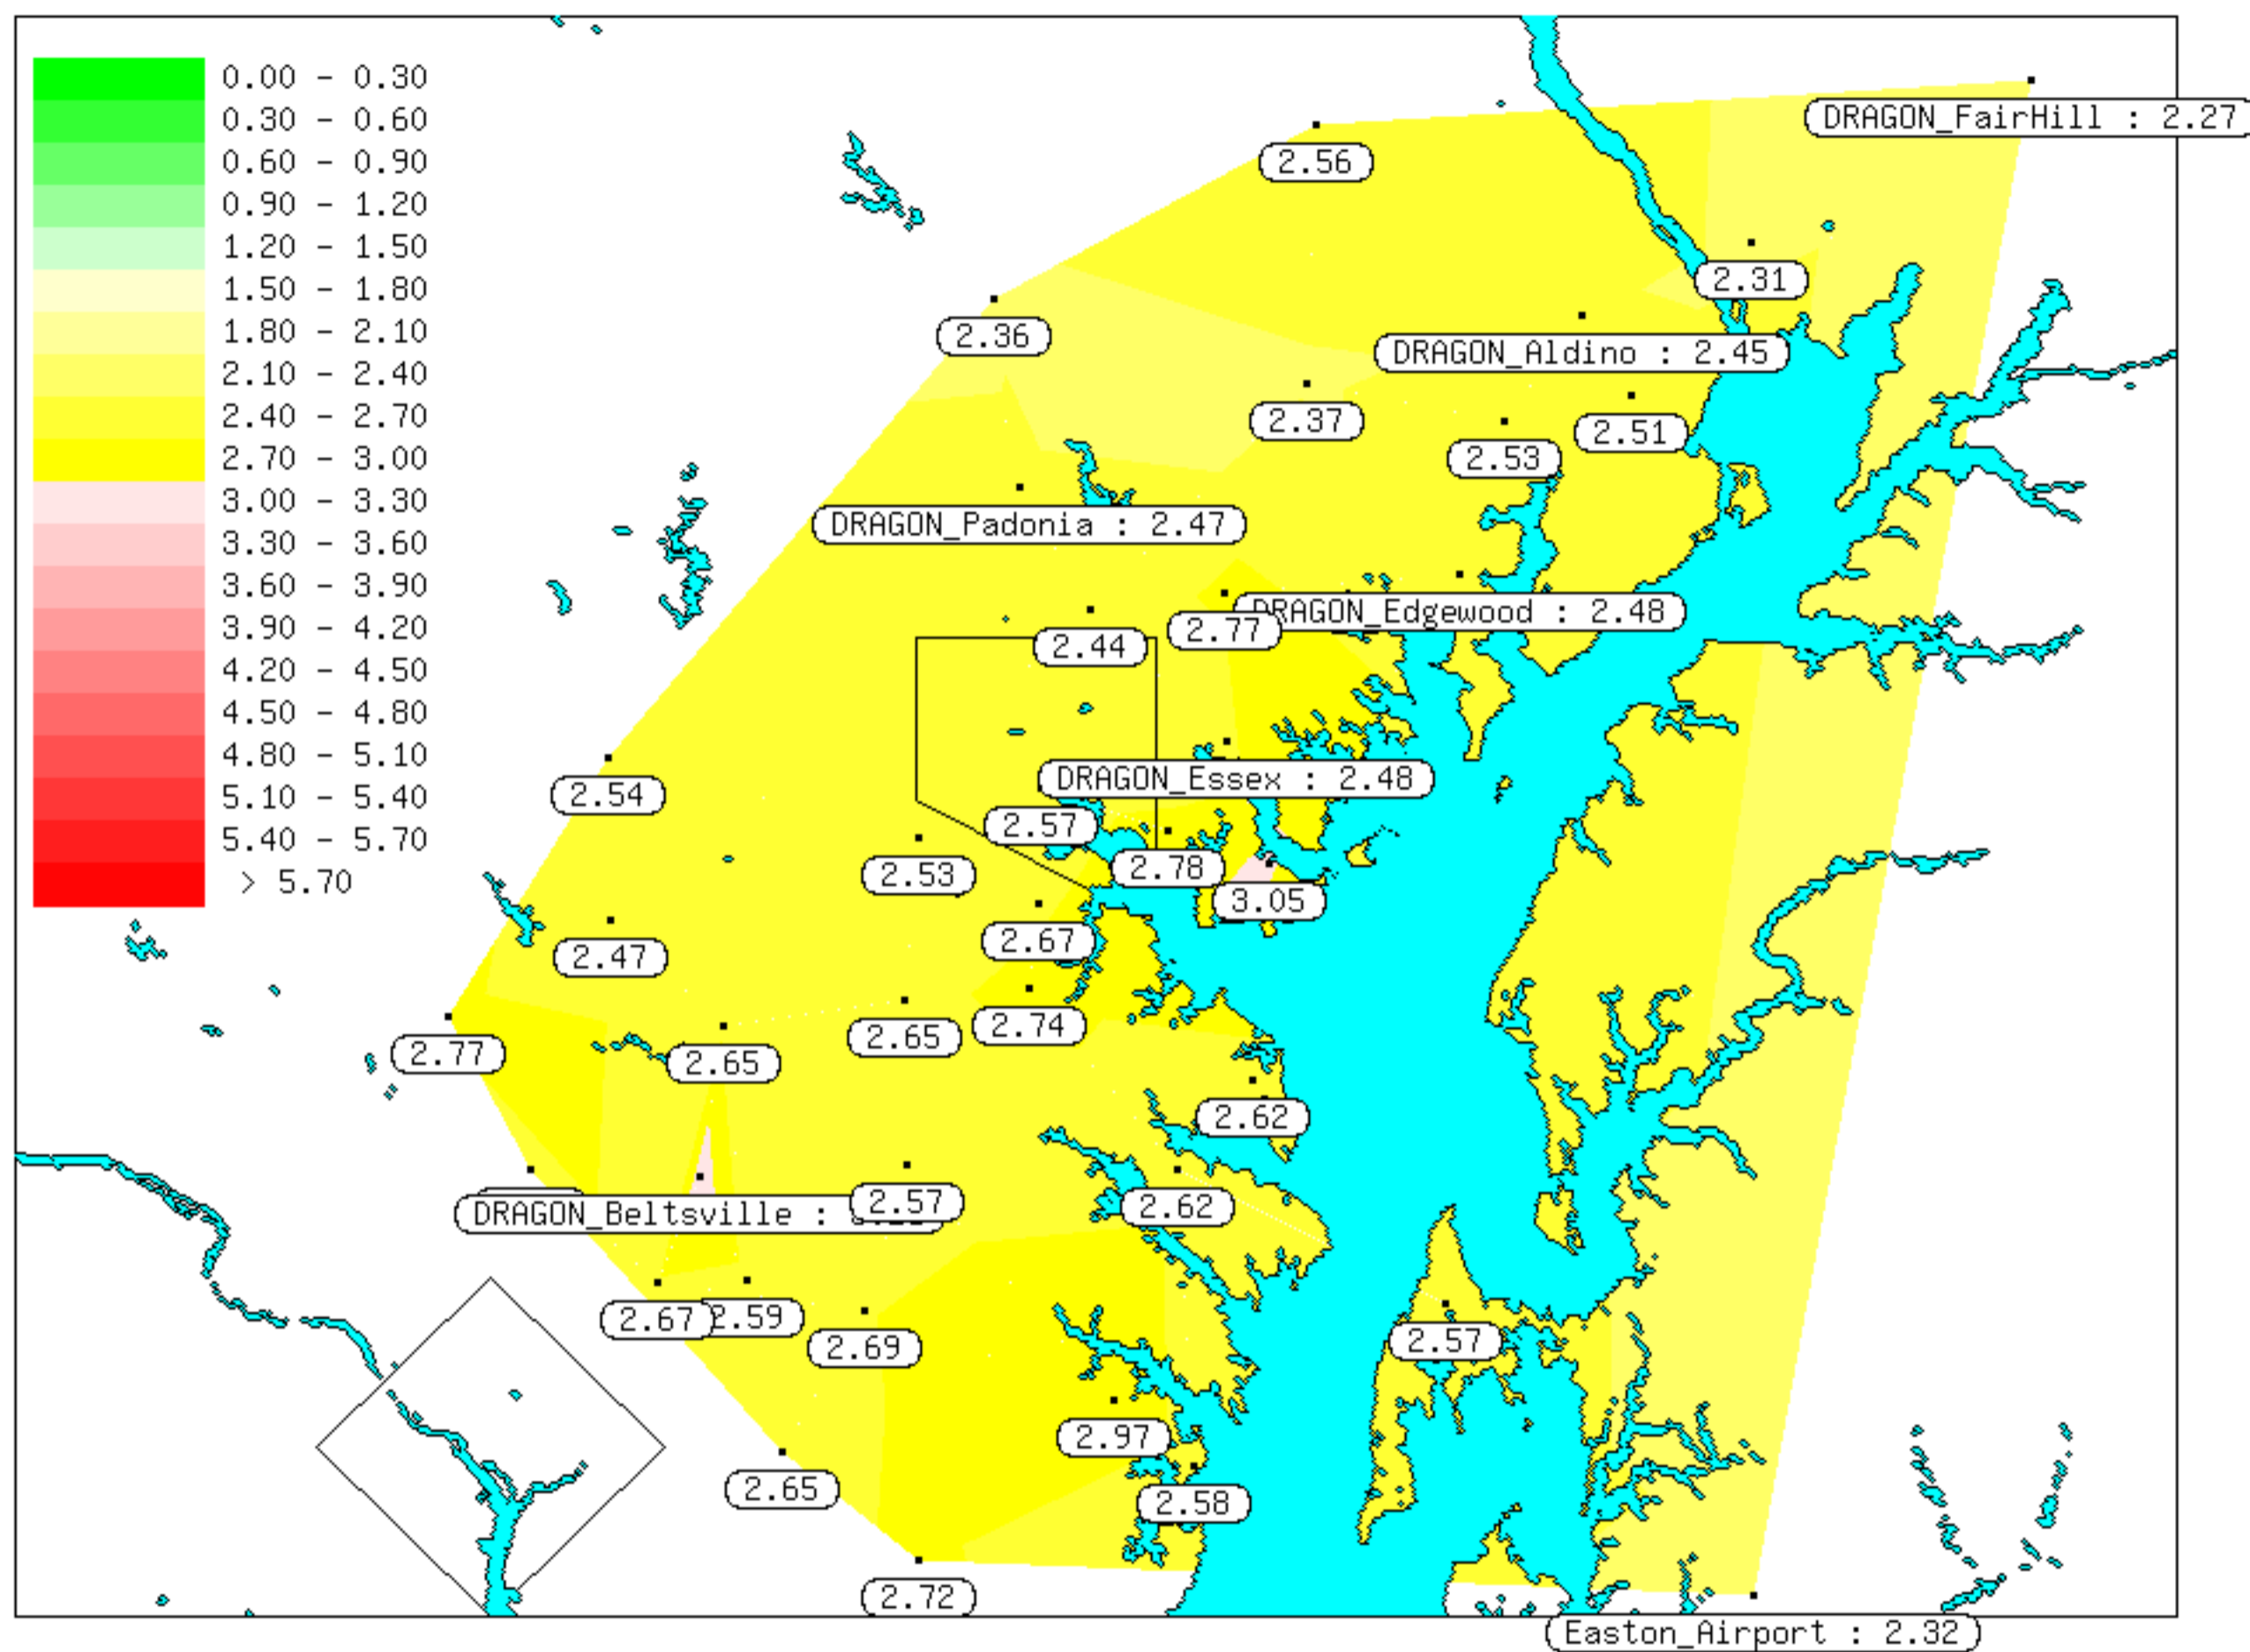 0.00 - 0.30
0.30 - 0.60
0.60 - 0.90
0.90 - 1.20
1.20 - 1.50
1.50 - 1.80
1.80 - 2.10
2.10 - 2.40
2.40 - 2.70
2.70 - 3.00
3.00 - 3.30
3.30 - 3.60
3.60 - 3.90
3.90 - 4.20
4.20 - 4.50
4.50 - 4.80
4.80 - 5.10
5.10 - 5.40
5.40 - 5.70
> 5.70
DRAGON_FairHill : 2.27
2.56
2.31
2.36
DRAGON_Aldino : 2.45
2.37
2.51
2.53
DRAGON_Padonia : 2.47
DRAGON_Edgewood : 2.48
2.77
2.44
DRAGON_Essex : 2.48
2.54
2.57
2.78
2.53
3.05
2.67
2.47
2.74
2.65
2.77
2.65
2.62
2.57
2.62
DRAGON_Beltsville :
2.67
2.59
2.69
2.57
2.97
2.65
2.58
2.72
Easton_Airport : 2.32